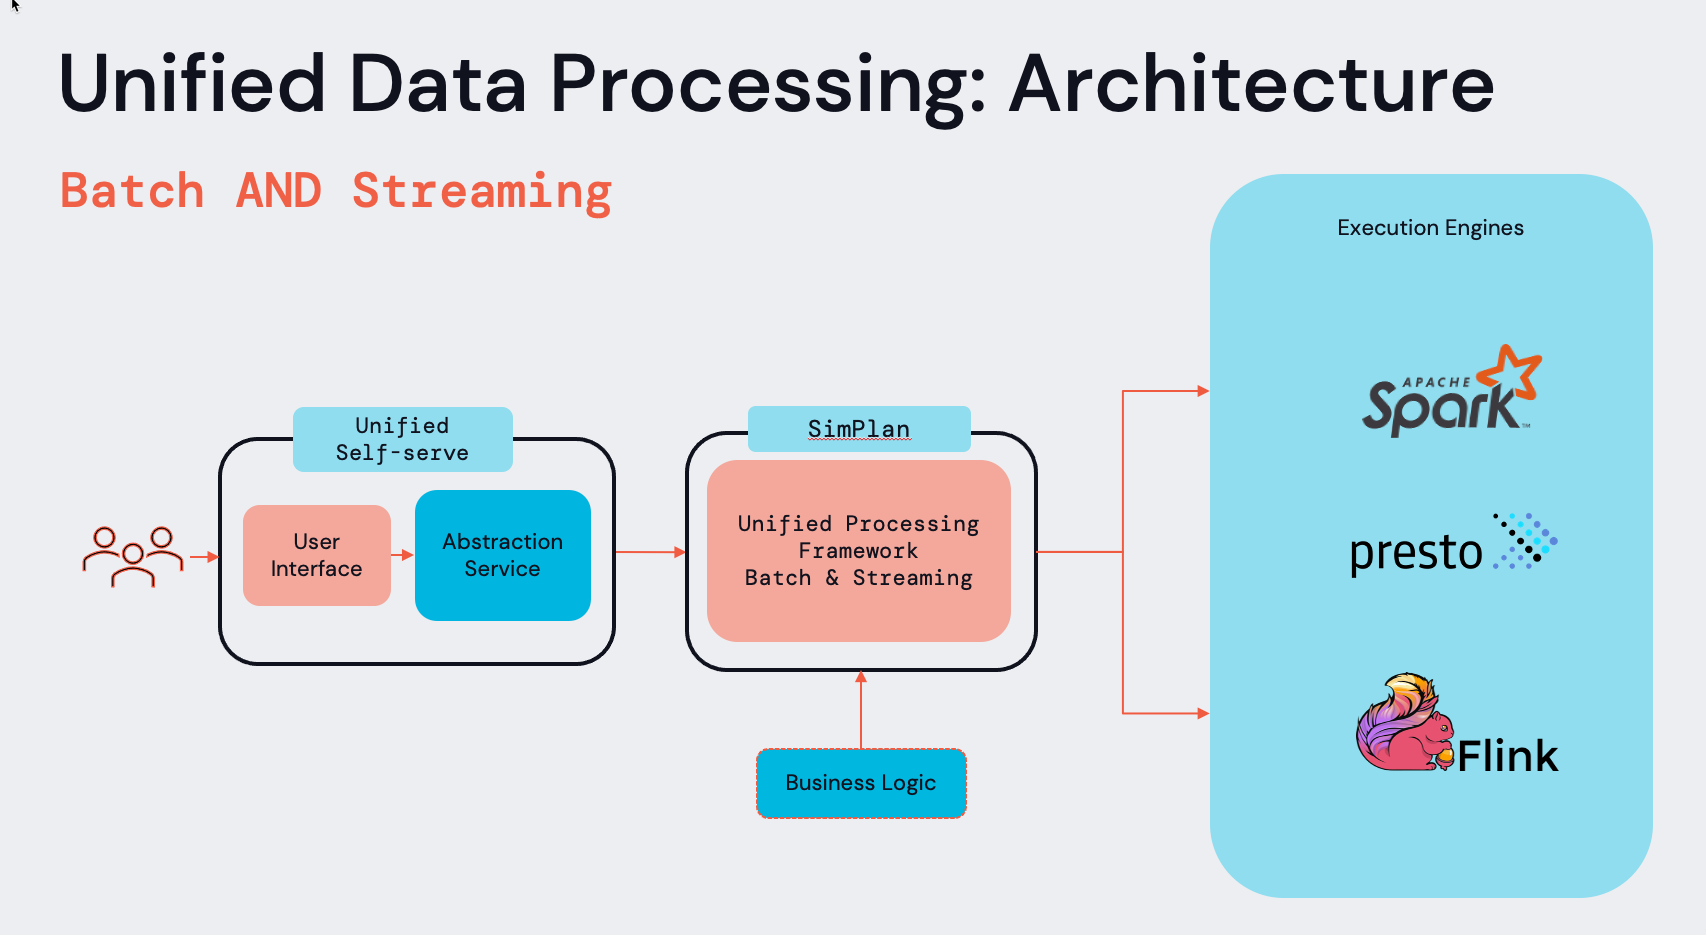 Unified Data Processing: Architecture
Batch AND Streaming
Execution Engines
Unified
Self-serve
User
Interface
Abstraction
Service
SimPlan
Unified Processing
Framework
Batch & Streaming
Business Logic
APACHE
Spark™
presto
Flink